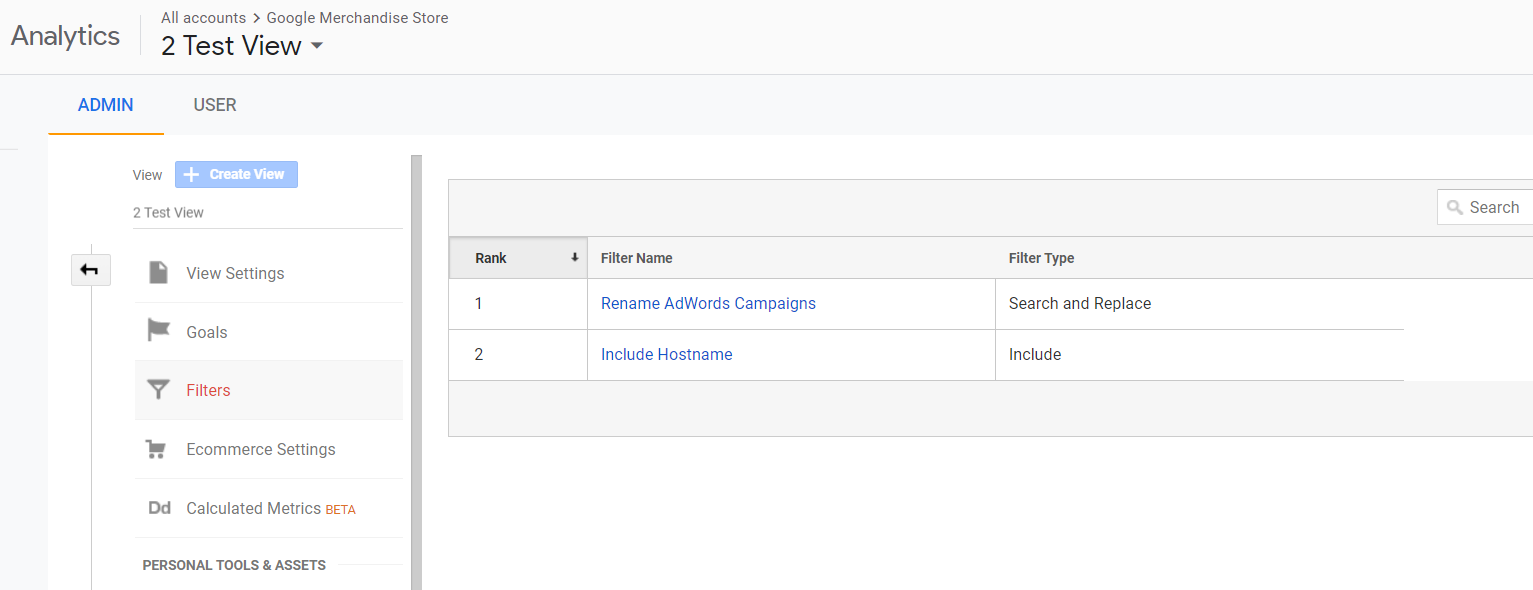 Analytics
All accounts > Google Merchandise Store
2 Test View
ADMIN USER
View + Create View
2 Test View
View Settings
Goals
Filters
Ecommerce Settings
Dd Calculated Metrics BETA
PERSONAL TOOLS & ASSETS
Search
Rank Filter Name Filter Type
1 Rename AdWords Campaigns Search and Replace
2 Include Hostname Include